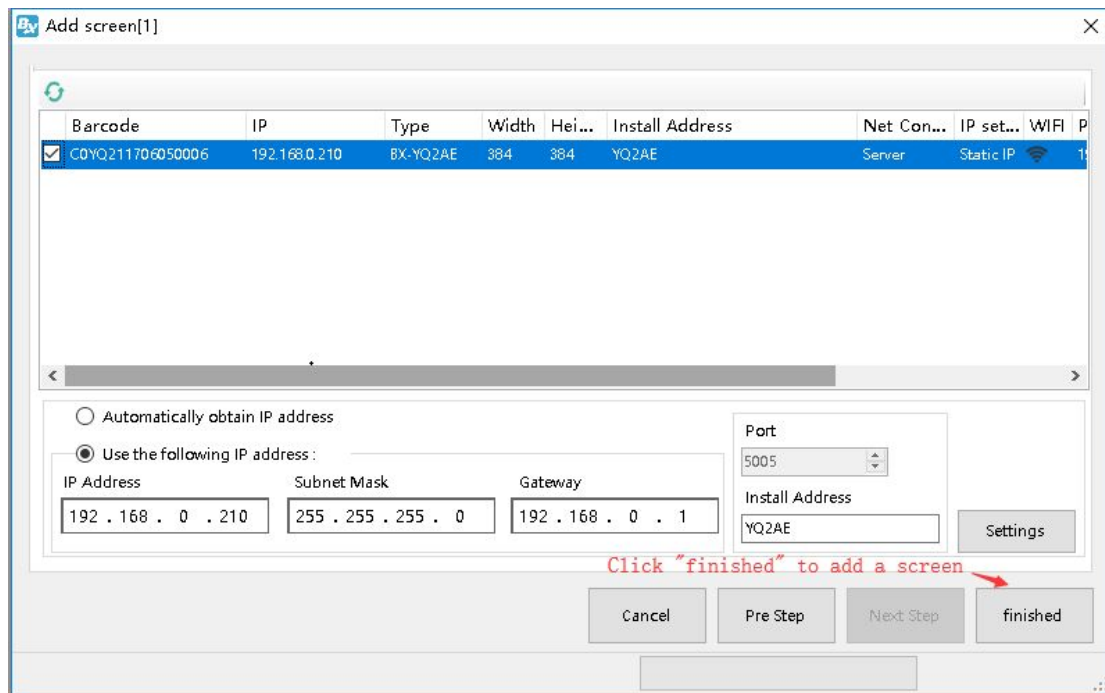 Add screen[1]
Barcode IP Type Width Hei... Install Address Net Con... IP set... WIFI P
C0YQ211706050006 192.168.0.210 BX-YQ2AE 384 384 YQ2AE Server Static IP
Automatically obtain IP address
Use the following IP address :
Port
5005
IP Address Subnet Mask Gateway
Install Address
192 . 168 . 0 . 210 255 . 255 . 255 . 0 192 . 168 . 0 . 1
YQ2AE
Settings
Click "finished" to add a screen
Cancel Pre Step Next Step finished